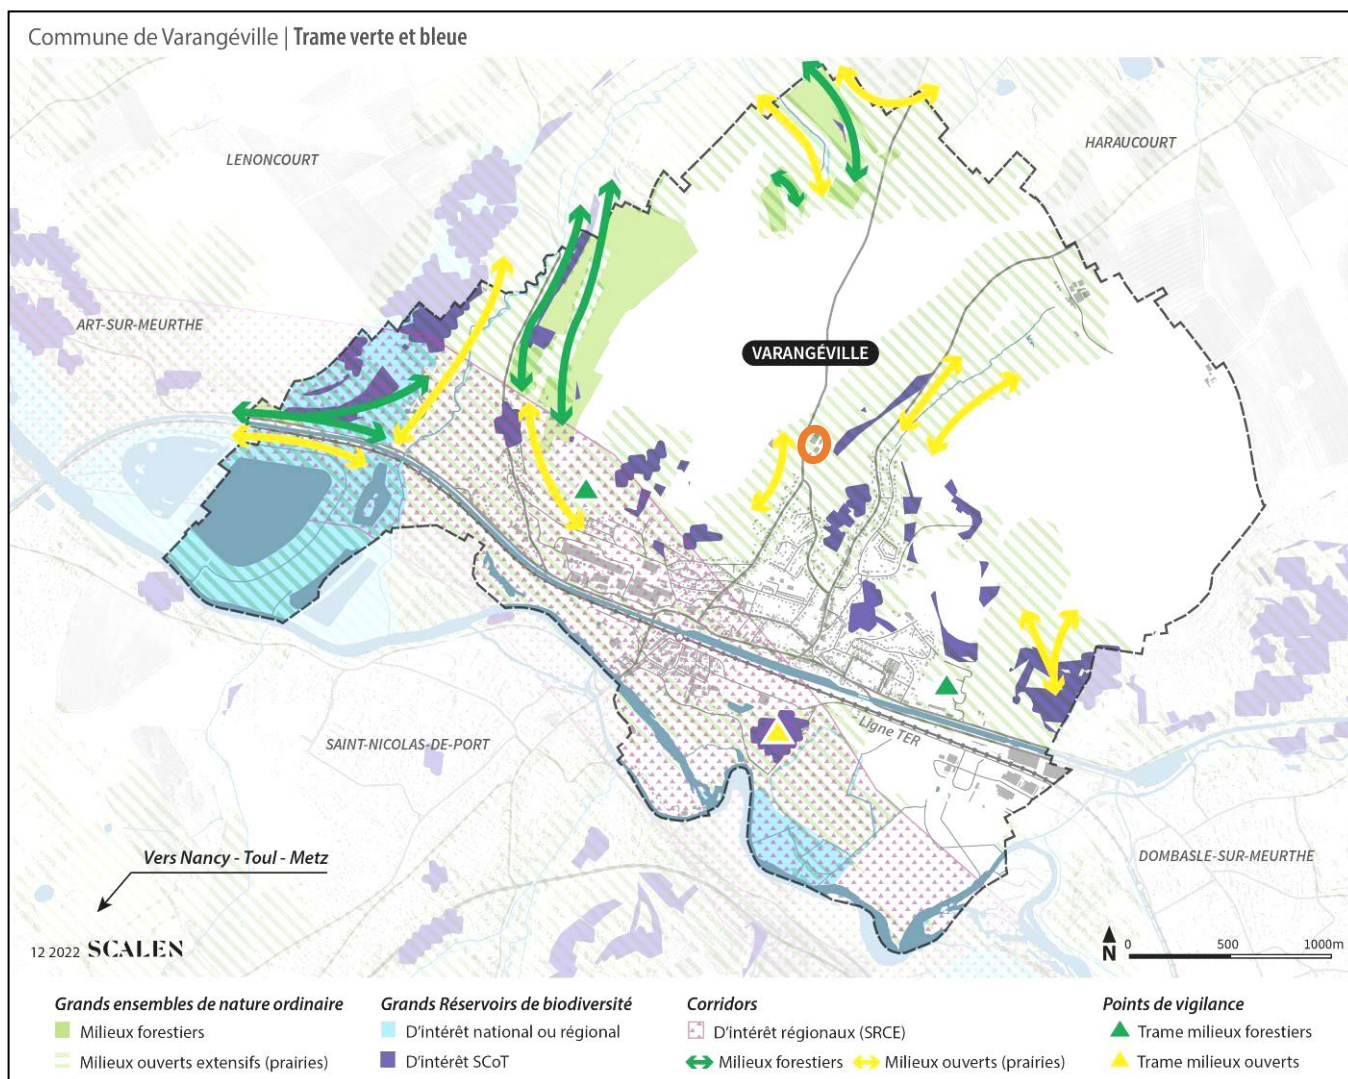 Commune de Varangéville | Trame verte et bleue
HARAUCOURT
LENONCOURT
ART-SUR-MEURTHE
VARANGÉVILLE
Ligne TER
SAINT-NICOLAS-DE-PORT
DOMBASLE-SUR-MEURTHE
Vers Nancy - Toul - Metz
12 2022 SCALEN
N 0 500 1000m
Grands ensembles de nature ordinaire
Milieux forestiers
Milieux ouverts extensifs (prairies)
Grands Réservoirs de biodiversité
D'intérêt national ou régional
D'intérêt SCoT
Corridors
D'intérêt régionaux (SRCE)
Milieux forestiers
Milieux ouverts (prairies)
Points de vigilance
Trame milieux forestiers
Trame milieux ouverts